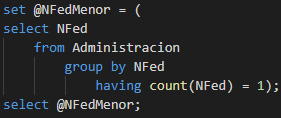 set @NFedMenor = (
select NFed
from Administracion
group by NFed
having count(NFed) = 1);
select @NFedMenor;